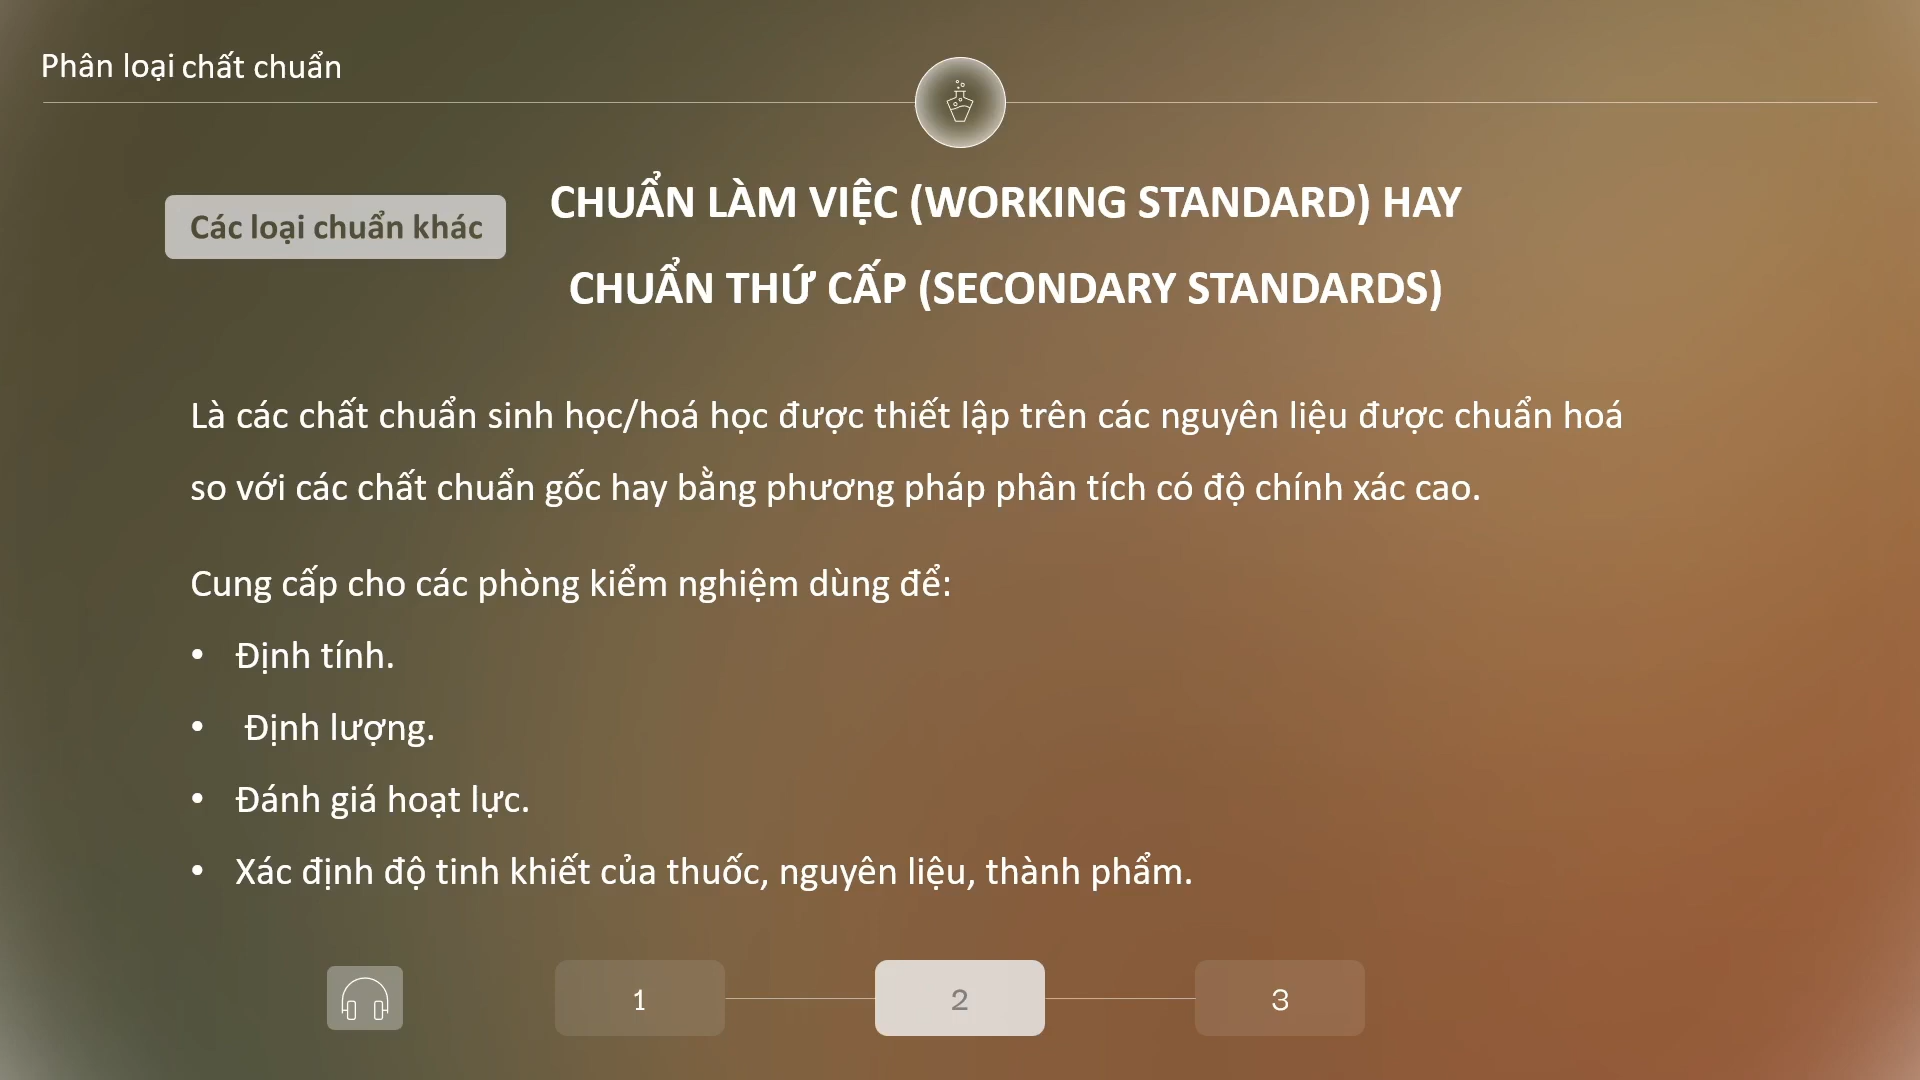 Phân loại chất chuẩn
Các loại chuẩn khác
CHUẨN LÀM VIỆC (WORKING STANDARD) HAY
CHUẨN THỨ CẤP (SECONDARY STANDARDS)
Là các chất chuẩn sinh học/hoá học được thiết lập trên các nguyên liệu được chuẩn hoá
so với các chất chuẩn gốc hay bằng phương pháp phân tích có độ chính xác cao.
Cung cấp cho các phòng kiểm nghiệm dùng để:
• Định tính.
• Định lượng.
• Đánh giá hoạt lực.
• Xác định độ tinh khiết của thuốc, nguyên liệu, thành phẩm.
1 2 3